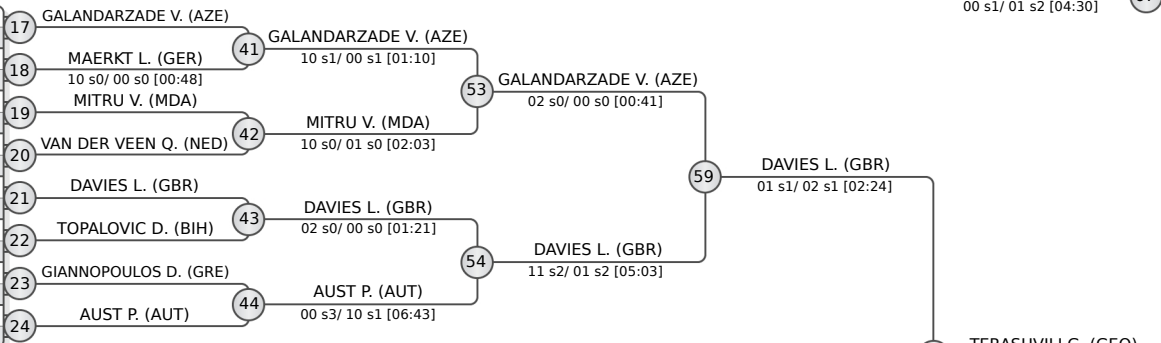 00 s1/ 01 s2 [04:30]
17
GALANDARZADE V. (AZE)
18
MAERKT L. (GER)
10 s0/ 00 s0 [00:48]
41
GALANDARZADE V. (AZE)
10 s1/ 00 s1 [01:10]
19
MITRU V. (MDA)
20
VAN DER VEEN Q. (NED)
42
MITRU V. (MDA)
10 s0/ 01 s0 [02:03]
53
GALANDARZADE V. (AZE)
02 s0/ 00 s0 [00:41]
21
DAVIES L. (GBR)
22
TOPALOVIC D. (BIH)
43
DAVIES L. (GBR)
02 s0/ 00 s0 [01:21]
23
GIANNOPOULOS D. (GRE)
24
AUST P. (AUT)
44
AUST P. (AUT)
00 s3/ 10 s1 [06:43]
54
DAVIES L. (GBR)
11 s2/ 01 s2 [05:03]
59
DAVIES L. (GBR)
01 s1/ 02 s1 [02:24]